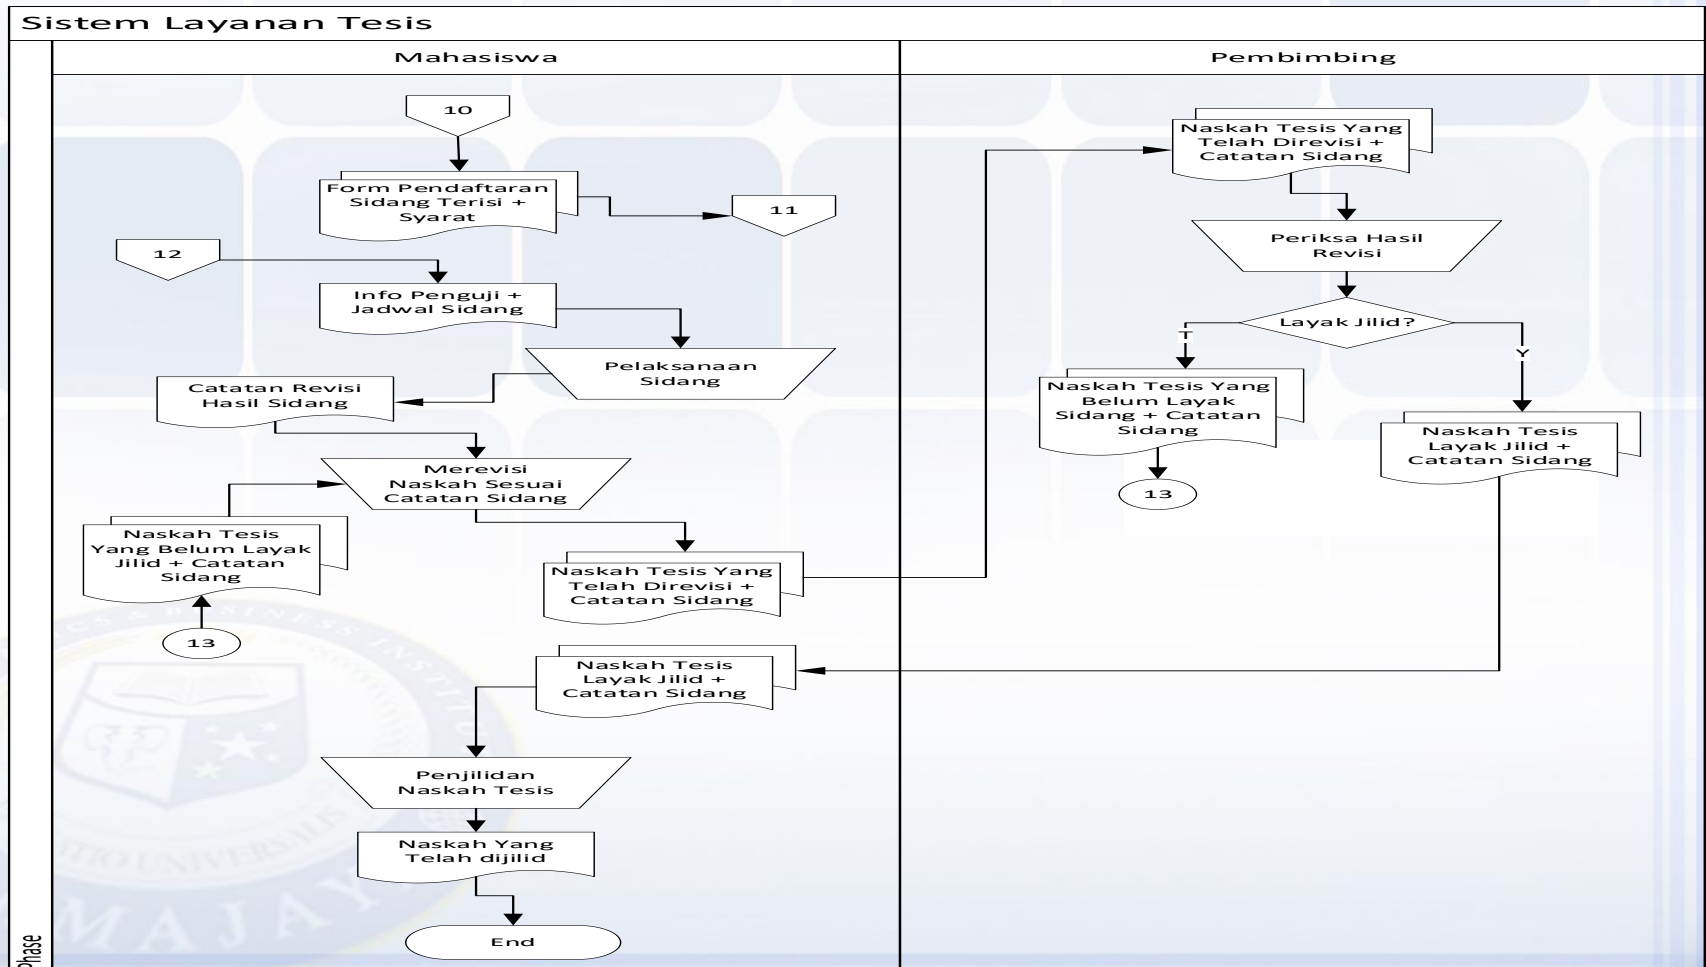 Sistem Layanan Tesis
Mahasiswa
Pembimbing
10
Form Pendaftaran
Sidang Terisi +
Syarat
11
12
Info Penguji +
Jadwal Sidang
Pelaksanaan
Sidang
Catatan Revisi
Hasil Sidang
Merevisi
Naskah Sesuai
Catatan Sidang
Naskah Tesis
Yang Belum Layak
Jilid + Catatan
Sidang
13
Naskah Tesis Yang
Telah Direvisi +
Catatan Sidang
Naskah Tesis
Layak Jilid +
Catatan Sidang
Penjilidan
Naskah Tesis
Naskah Yang
Telah dijilid
End
Naskah Tesis Yang
Telah Direvisi +
Catatan Sidang
Periksa Hasil
Revisi
Layak Jilid?
T
Y
Naskah Tesis Yang
Belum Layak
Sidang + Catatan
Sidang
13
Naskah Tesis
Layak Jilid +
Catatan Sidang
Phase